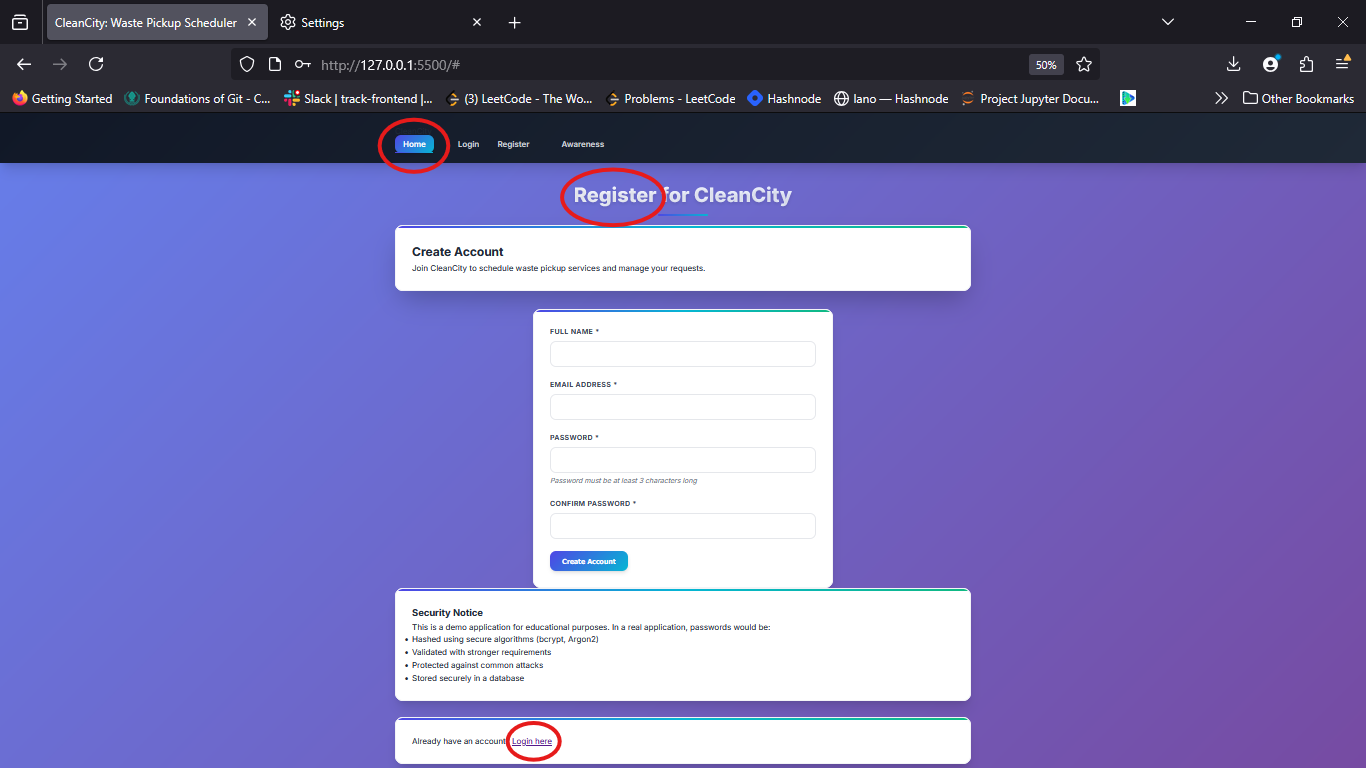 CleanCity: Waste Pickup Scheduler
Settings
http://127.0.0.1:5500/#
50%
Getting Started
Foundations of Git - C...
Slack | track-frontend |...
(3) LeetCode - The Wo...
Problems - LeetCode
Hashnode
Iano — Hashnode
Project Jupyter Docu...
Other Bookmarks
Home Login Register Awareness
Register for CleanCity
Create Account
Join CleanCity to schedule waste pickup services and manage your requests.
FULL NAME *
EMAIL ADDRESS *
PASSWORD *
Password must be at least 3 characters long
CONFIRM PASSWORD *
Create Account
Security Notice
This is a demo application for educational purposes. In a real application, passwords would be:
• Hashed using secure algorithms (bcrypt, Argon2)
• Validated with stronger requirements
• Protected against common attacks
• Stored securely in a database
Already have an account Login here